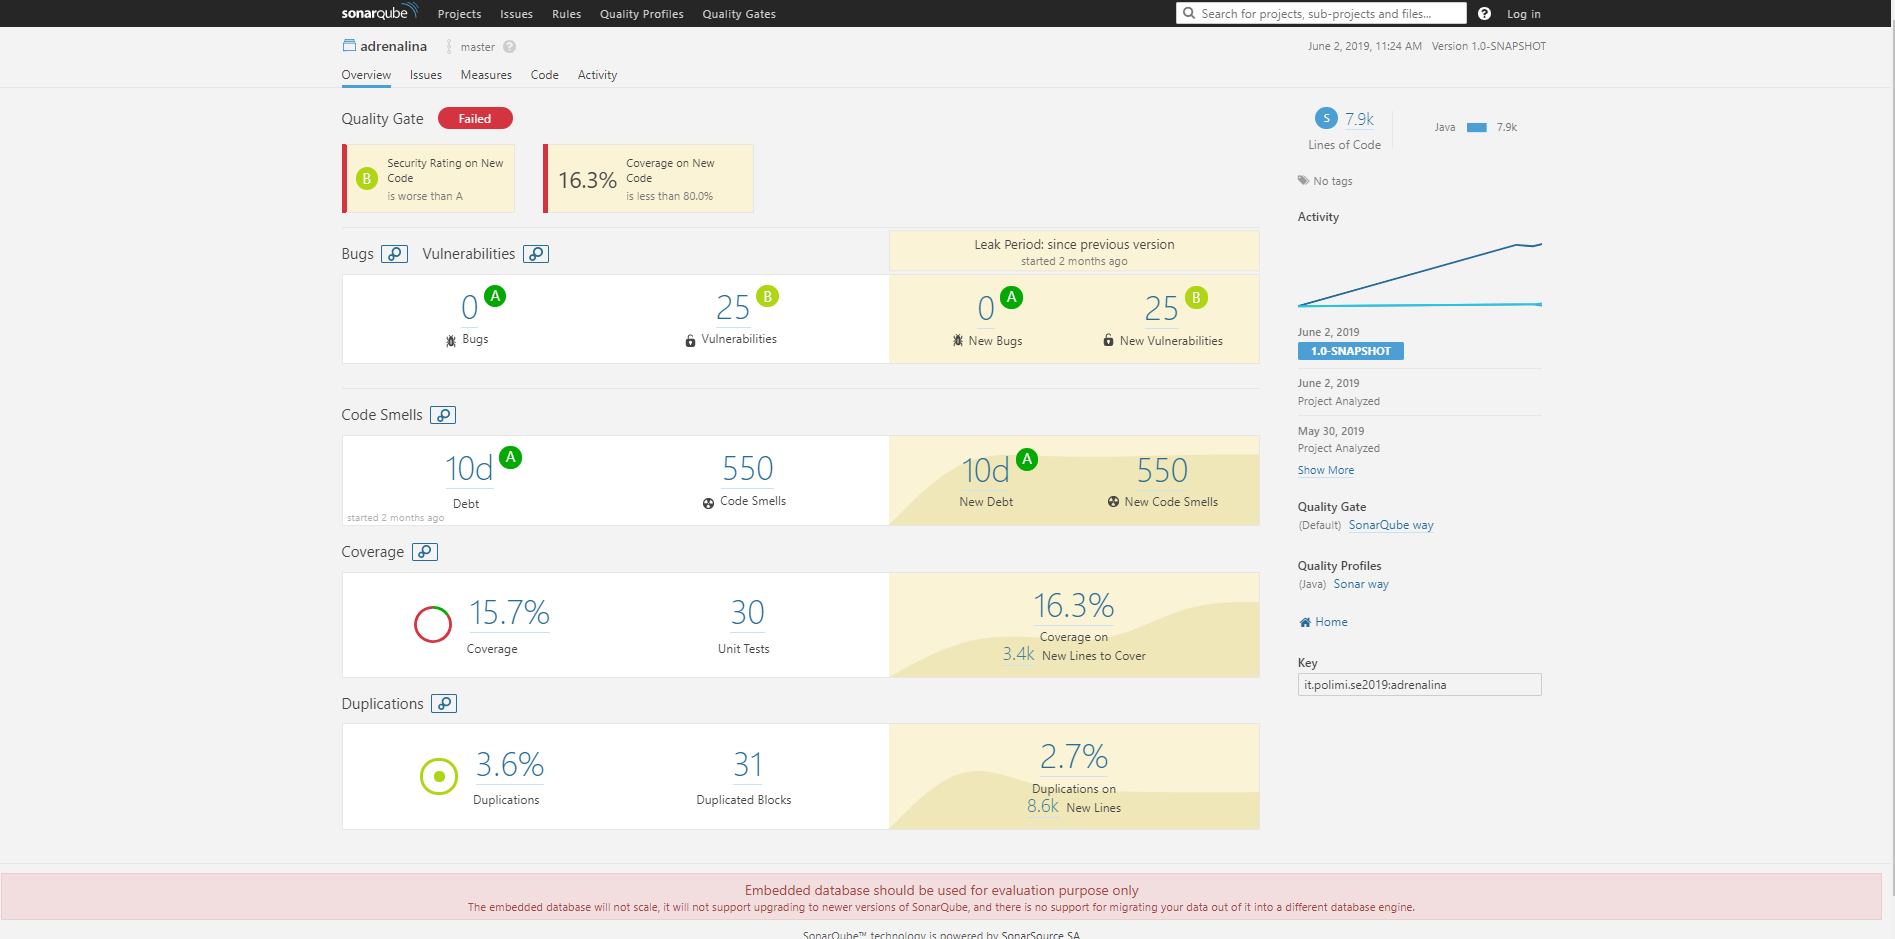 sonarqube Projects Issues Rules Quality Profiles Quality Gates Search for projects, sub-projects and files... ? Log in
adrenalina master ? June 2, 2019, 11:24 AM Version 1.0-SNAPSHOT
Overview Issues Measures Code Activity
Quality Gate Failed
B Security Rating on New
Code
is worse than A
16.3% Coverage on New
Code
is less than 80.0%
Bugs Vulnerabilities
Leak Period: since previous version
started 2 months ago
0 A
Bugs
25 B
Vulnerabilities
0 A
New Bugs
25 B
New Vulnerabilities
Code Smells
10d A
Debt
started 2 months ago
550
Code Smells
10d A
New Debt
550
New Code Smells
Coverage
15.7%
Coverage
30
Unit Tests
16.3%
Coverage on
3.4k New Lines to Cover
Duplications
3.6%
Duplications
31
Duplicated Blocks
2.7%
Duplications on
8.6k New Lines
S 7.9k
Lines of Code
Java 7.9k
No tags
Activity
June 2, 2019
1.0-SNAPSHOT
June 2, 2019
Project Analyzed
May 30, 2019
Project Analyzed
Show More
Quality Gate
(Default) SonarQube way
Quality Profiles
(Java) Sonar way
Home
Key
it.polimi.se2019:adrenalina
Embedded database should be used for evaluation purpose only
The embedded database will not scale, it will not support upgrading to newer versions of SonarQube, and there is no support for migrating your data out of it into a different database engine.
SonarQube™ technology is powered by SonarSource SA